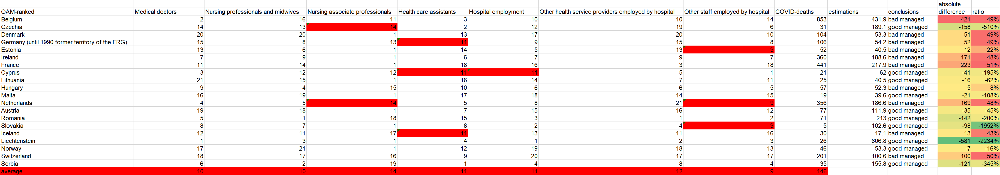 absolute
OAM-ranked Medical doctors Nursing professionals and midwives Nursing associate professionals Health care assistants Hospital employment Other health service providers employed by hospital Other staff employed by hospital COVID-deaths estimations conclusions difference ratio
Belgium 2 16 11 3 10 10 14 853 431.9 bad managed 421 49%
Czechia 14 13 14 2 12 19 6 31 189.1 good managed -158 -510%
Denmark 20 20 1 13 17 20 10 104 53.3 bad managed 51 49%
Germany (until 1990 former territory of the FRG) 15 8 13 11 9 15 8 106 54.2 bad managed 52 49%
Estonia 13 6 1 14 5 13 9 52 40.5 bad managed 12 22%
Ireland 7 9 1 6 7 9 7 360 188.6 bad managed 171 48%
France 11 14 1 18 16 3 18 441 217.9 bad managed 223 51%
Cyprus 3 12 12 11 11 5 1 21 62 good managed -41 -195%
Lithuania 21 15 1 16 14 7 11 25 40.5 good managed -16 -62%
Hungary 9 4 15 10 6 6 5 57 52.3 bad managed 5 8%
Malta 16 19 1 17 18 14 15 19 39.6 good managed -21 -108%
Netherlands 4 5 14 5 8 21 9 356 186.6 bad managed 169 48%
Austria 19 18 1 7 15 16 12 77 111.9 good managed -35 -45%
Romania 5 1 18 15 3 1 2 71 213 good managed -142 -200%
Slovakia 8 7 1 8 2 4 9 5 102.6 good managed -98 -1952%
Iceland 12 11 17 11 13 11 16 30 17.1 bad managed 13 43%
Liechtenstein 1 3 1 4 1 2 3 26 606.8 good managed -581 -2234%
Norway 17 21 1 12 19 18 13 46 53.3 good managed -7 -16%
Switzerland 18 17 16 9 20 17 17 201 100.6 bad managed 100 50%
Serbia 6 2 19 1 4 8 4 35 155.8 good managed -121 -345%
average 10 10 14 11 11 12 9 146